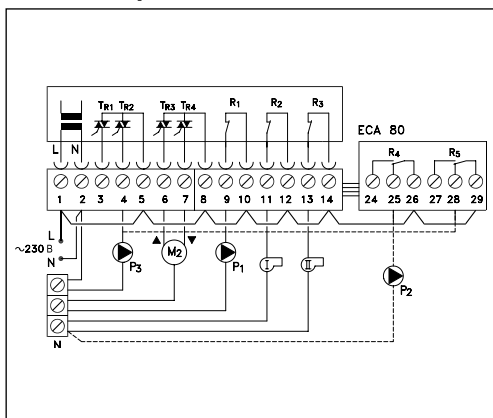 TR1 TR2 TR3 TR4 R1 R2 R3
L N
ECA 80
R4 R5
1 2 3 4 5 6 7 8 9 10 11 12 13 14
24 25 26 27 28 29
L
~230 В
N
P3
M2
P1
I
II
P2
N